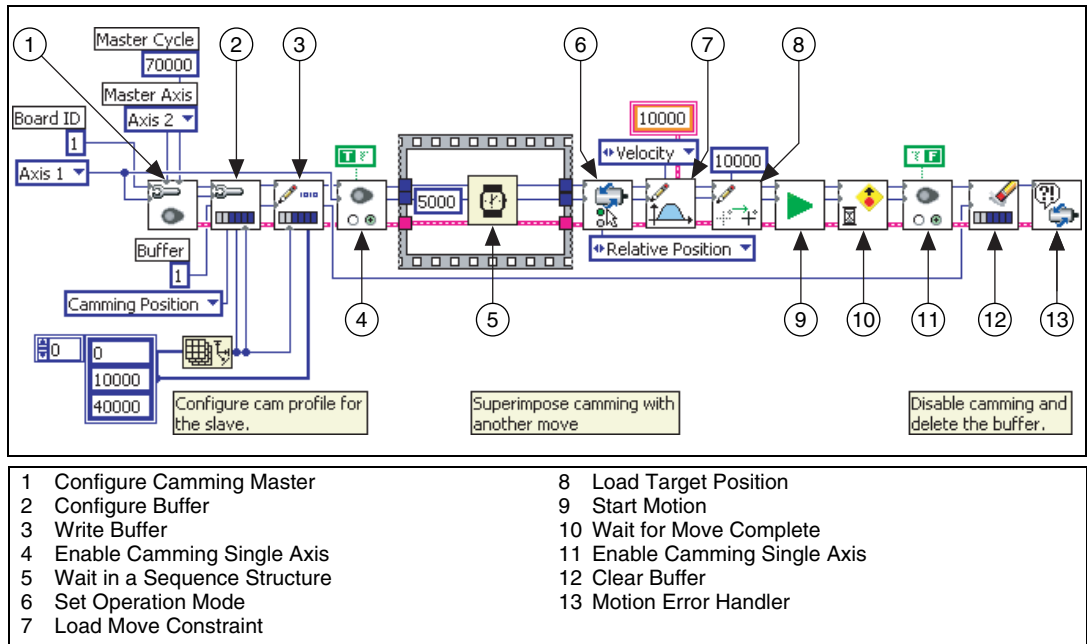 1
Master Cycle
70000
2
3
6
7
8
Master Axis
Axis 2
10000
Board ID
1
Velocity
10000
Axis 1
T
F
5000
Buffer
1
Relative Position
Camming Position
4
5
9
10
11
12
13
0
0
10000
40000
Configure cam profile for
the slave.
Superimpose camming with
another move
Disable camming and
delete the buffer.
1 Configure Camming Master
2 Configure Buffer
3 Write Buffer
4 Enable Camming Single Axis
5 Wait in a Sequence Structure
6 Set Operation Mode
7 Load Move Constraint
8 Load Target Position
9 Start Motion
10 Wait for Move Complete
11 Enable Camming Single Axis
12 Clear Buffer
13 Motion Error Handler